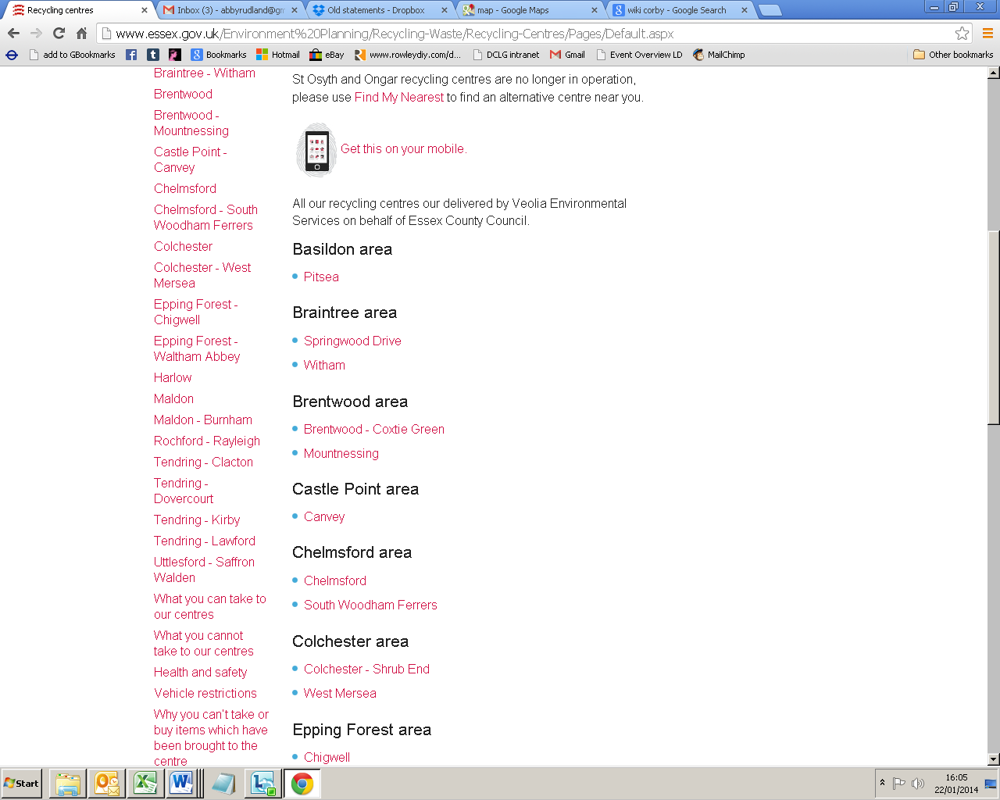 Recycling centres
Inbox (3) - abbyrudland@gm
Old statements - Dropbox
map - Google Maps
wiki corby - Google Search
www.essex.gov.uk/Environment%20Planning/Recycling-Waste/Recycling-Centres/Pages/Default.aspx
add to GBookmarks
Bookmarks
Hotmail
eBay
www.rowleydiy.com/d...
DCLG intranet
Gmail
Event Overview LD
MailChimp
Other bookmarks
Braintree - Witham
Brentwood
Brentwood -
Mountnessing
Castle Point -
Canvey
Chelmsford
Chelmsford - South
Woodham Ferrers
Colchester
Colchester - West
Mersea
Epping Forest -
Chigwell
Epping Forest -
Waltham Abbey
Harlow
Maldon
Maldon - Burnham
Rochford - Rayleigh
Tendring - Clacton
Tendring -
Dovercourt
Tendring - Kirby
Tendring - Lawford
Uttlesford - Saffron
Walden
What you can take to
our centres
What you cannot
take to our centres
Health and safety
Vehicle restrictions
Why you can't take or
buy items which have
been brought to the
centre
St Osyth and Ongar recycling centres are no longer in operation,
please use Find My Nearest to find an alternative centre near you.
Get this on your mobile.
All our recycling centres our delivered by Veolia Environmental
Services on behalf of Essex County Council.
Basildon area
Pitsea
Braintree area
Springwood Drive
Witham
Brentwood area
Brentwood - Coxtie Green
Mountnessing
Castle Point area
Canvey
Chelmsford area
Chelmsford
South Woodham Ferrers
Colchester area
Colchester - Shrub End
West Mersea
Epping Forest area
Chigwell
Start
16:05
22/01/2014